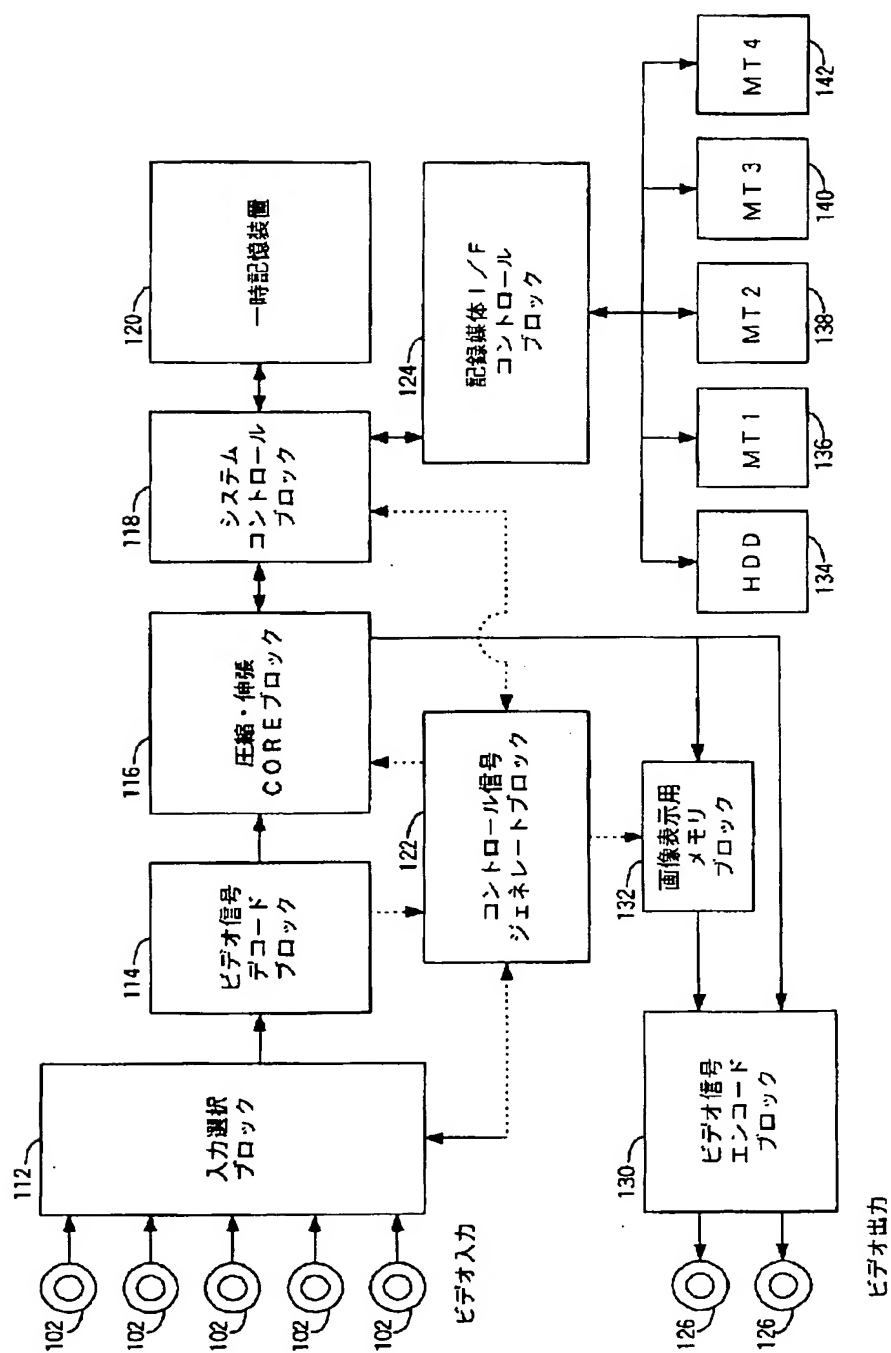 102
102
102
102
102
ビデオ入力
112
入力選択
ブロック
114
ビデオ信号
デコード
ブロック
116
圧縮・伸張
COREブロック
118
システム
コントロール
ブロック
120
一時記憶装置
122
コントロール信号
ジェネレートブロック
124
記録媒体I/F
コントロール
ブロック
126
126
ビデオ出力
130
ビデオ信号
エンコード
ブロック
132
画像表示用
メモリ
ブロック
HDD
134
MT1
136
MT2
138
MT3
140
MT4
142